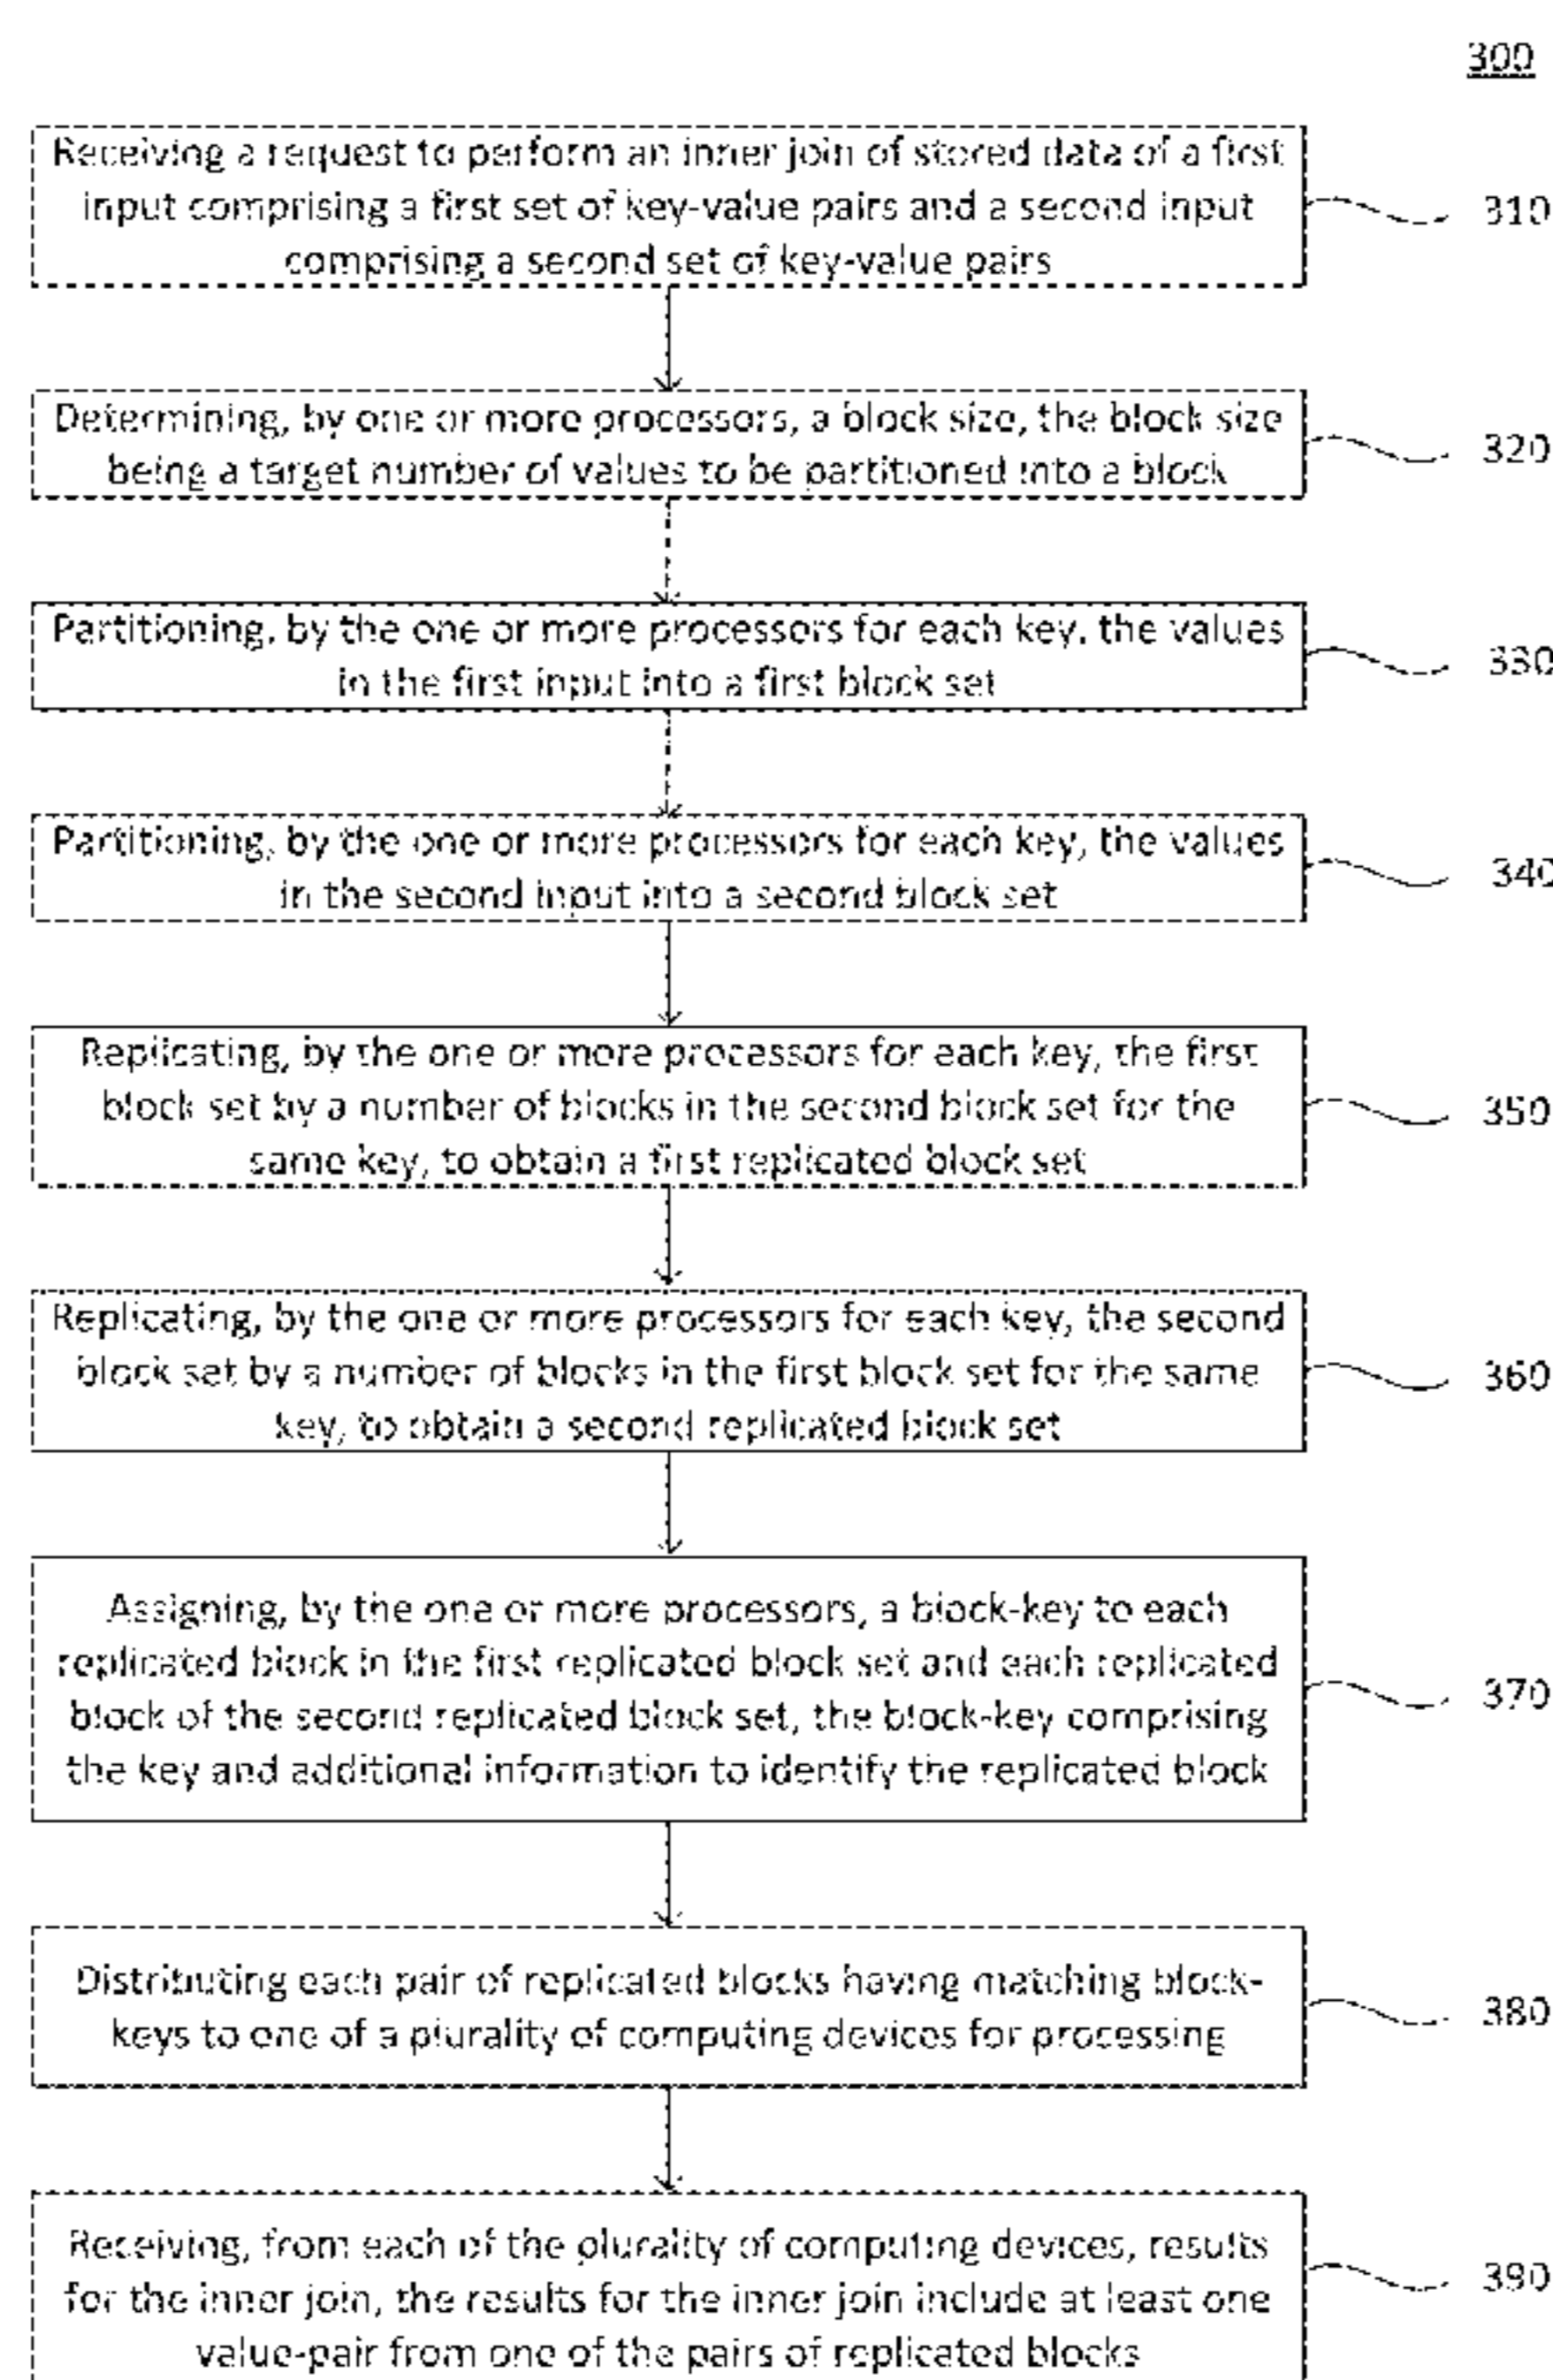 300
Receiving a request to perform an inner join of stored data of a first
input comprising a first set of key-value pairs and a second input
comprising a second set of key-value pairs
310
Determining, by one or more processors, a block size, the block size
being a target number of values to be partitioned into a block
320
Partitioning, by the one or more processors for each key, the values
in the first input into a first block set
330
Partitioning, by the one or more processors for each key, the values
in the second input into a second block set
340
Replicating, by the one or more processors for each key, the first
block set by a number of blocks in the second block set for the
same key, to obtain a first replicated block set
350
Replicating, by the one or more processors for each key, the second
block set by a number of blocks in the first block set for the same
key, to obtain a second replicated block set
360
Assigning, by the one or more processors, a block-key to each
replicated block in the first replicated block set and each replicated
block of the second replicated block set, the block-key comprising
the key and additional information to identify the replicated block
370
Distributing each pair of replicated blocks having matching block-
keys to one of a plurality of computing devices for processing
380
Receiving, from each of the plurality of computing devices, results
for the inner join, the results for the inner join include at least one
value-pair from one of the pairs of replicated blocks
390